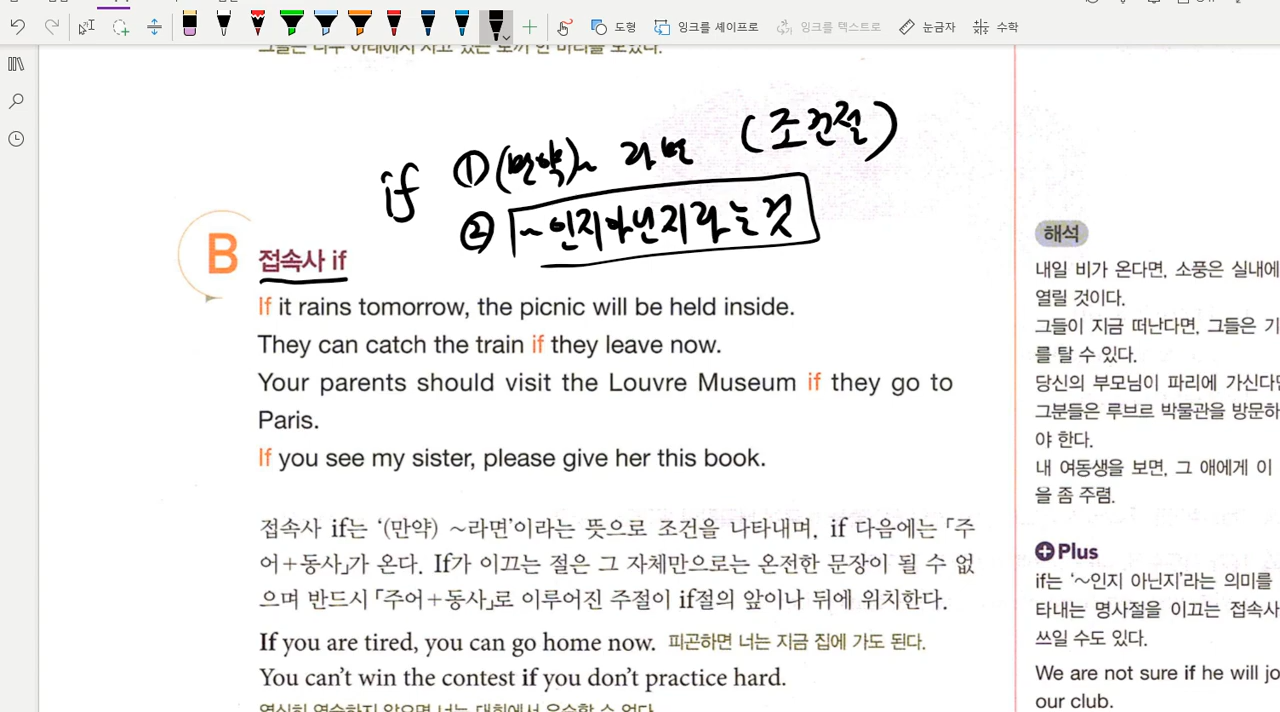 도형
잉크를 셰이프로
잉크를 텍스트로
눈금자
수학
if ① (만약)~ 라면 (조건절)
② ~인지아닌지라는 것
B
접속사 if
If it rains tomorrow, the picnic will be held inside.
They can catch the train if they leave now.
Your parents should visit the Louvre Museum if they go to
Paris.
If you see my sister, please give her this book.
접속사 if는 ‘(만약) ~라면’이라는 뜻으로 조건을 나타내며, if 다음에는 「주
어+동사」가 온다. If가 이끄는 절은 그 자체만으로는 온전한 문장이 될 수 없
으며 반드시 「주어+동사」로 이루어진 주절이 if절의 앞이나 뒤에 위치한다.
If you are tired, you can go home now. 피곤하면 너는 지금 집에 가도 된다.
You can’t win the contest if you don’t practice hard.
해석
내일 비가 온다면, 소풍은 실내에
열릴 것이다.
그들이 지금 떠난다면, 그들은 기
를 탈 수 있다.
당신의 부모님이 파리에 가신다면
그분들은 루브르 박물관을 방문하
야 한다.
내 여동생을 보면, 그 애에게 이
을 좀 주렴.
Plus
if는 ‘~인지 아닌지’라는 의미를
타내는 명사절을 이끄는 접속사
쓰일 수도 있다.
We are not sure if he will jo
our club.